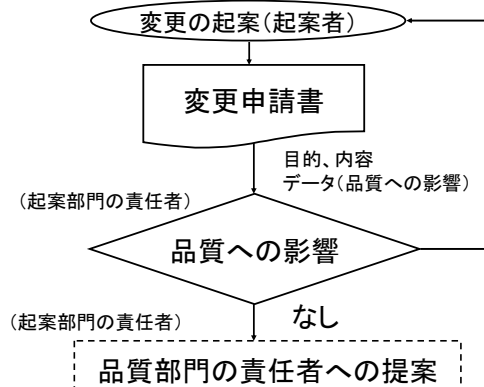 変更の起案(起案者)
変更申請書
目的、内容
データ(品質への影響)
(起案部門の責任者)
品質への影響
(起案部門の責任者)
なし
品質部門の責任者への提案